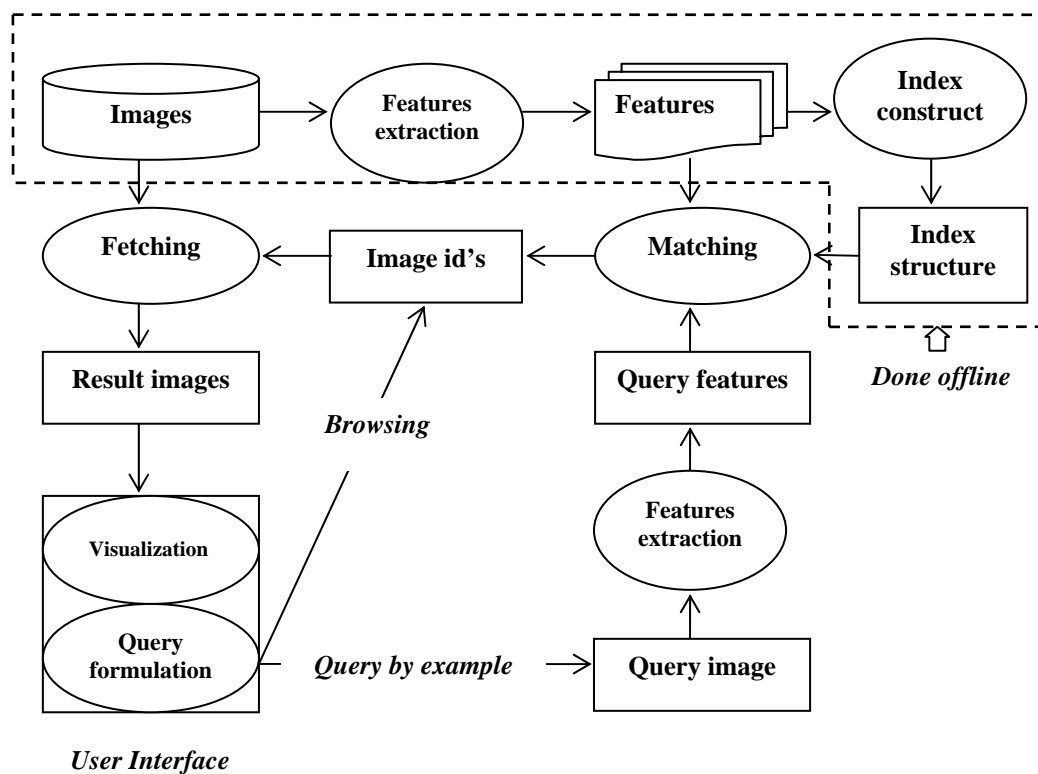 Images
Features
extraction
Features
Index
construct
Fetching
Image id's
Matching
Index
structure
Result images
Query features
Done offline
Browsing
Visualization
Features
extraction
Query
formulation
Query by example
Query image
User Interface